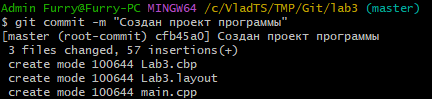 Admin Furry@Furry-PC MINGW64 /c/VladTS/TMP/Git/lab3 (master)
$ git commit -m "Создан проект программы"
[master (root-commit) cfb45a0] Создан проект программы"
 3 files changed, 57 insertions(+)
 create mode 100644 Lab3.cbp
 create mode 100644 Lab3.layout
 create mode 100644 main.cpp